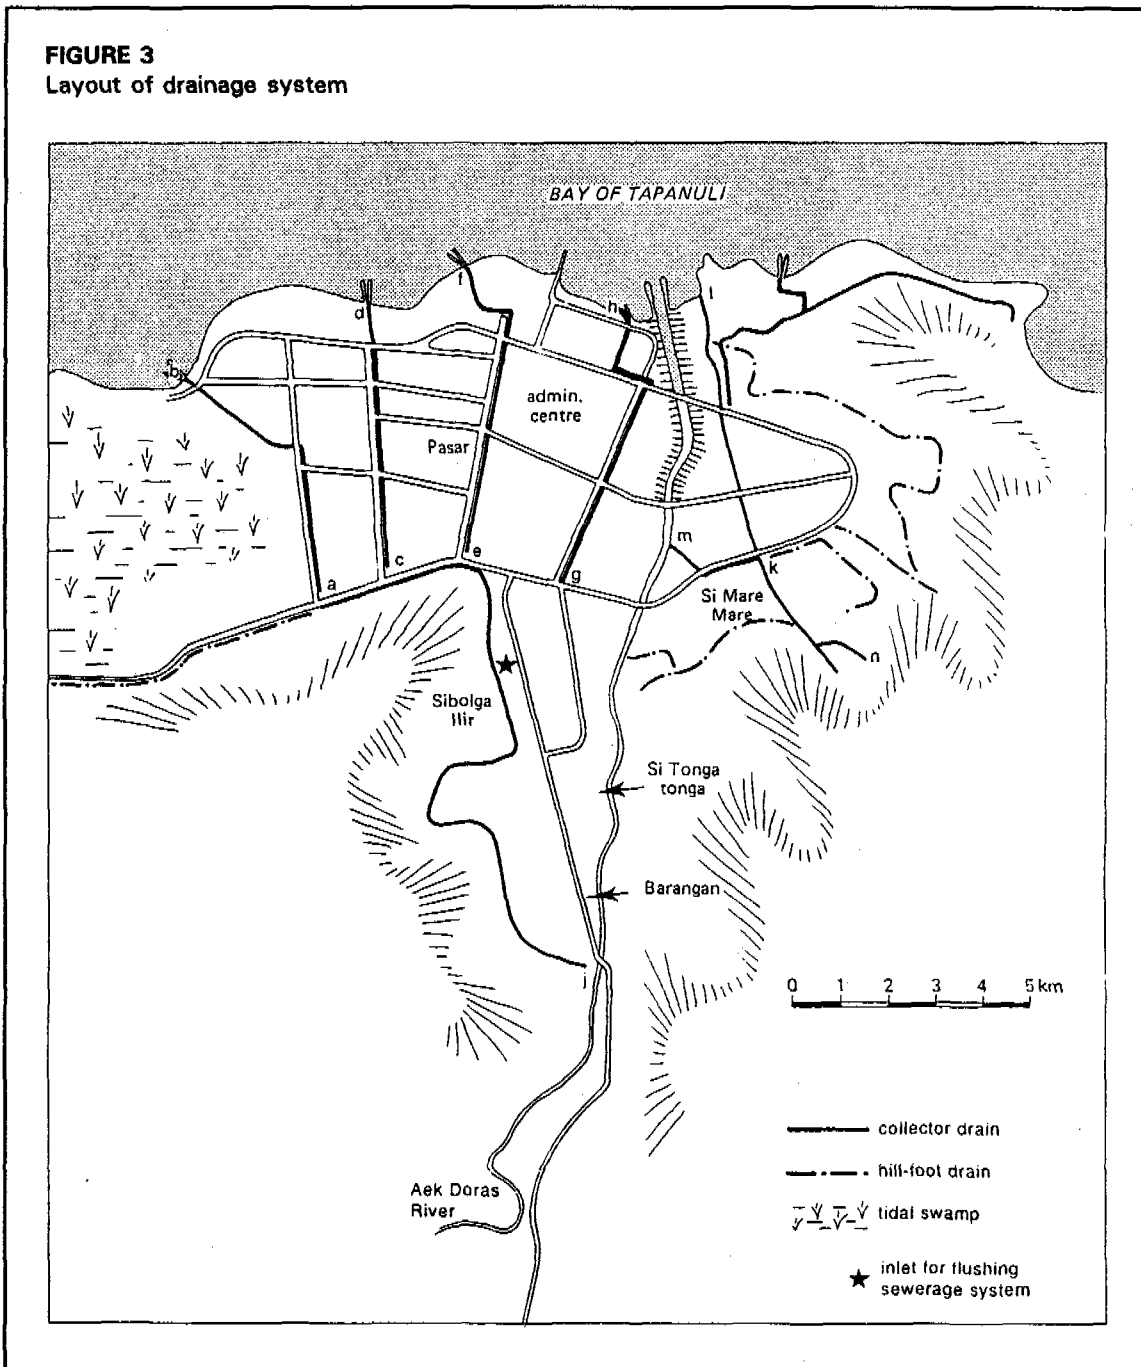 FIGURE 3
Layout of drainage system
BAY OF TAPANULI
f
l
d
h
b
admin.
centre
Pasar
m
e
c
g
k
a
Si Mare
Mare
n
Sibolga
Ilir
Si Tonga
tonga
Barangan
j
0 1 2 3 4 5 km
collector drain
hill-foot drain
Aek Doras
River
tidal swamp
inlet for flushing
sewerage system